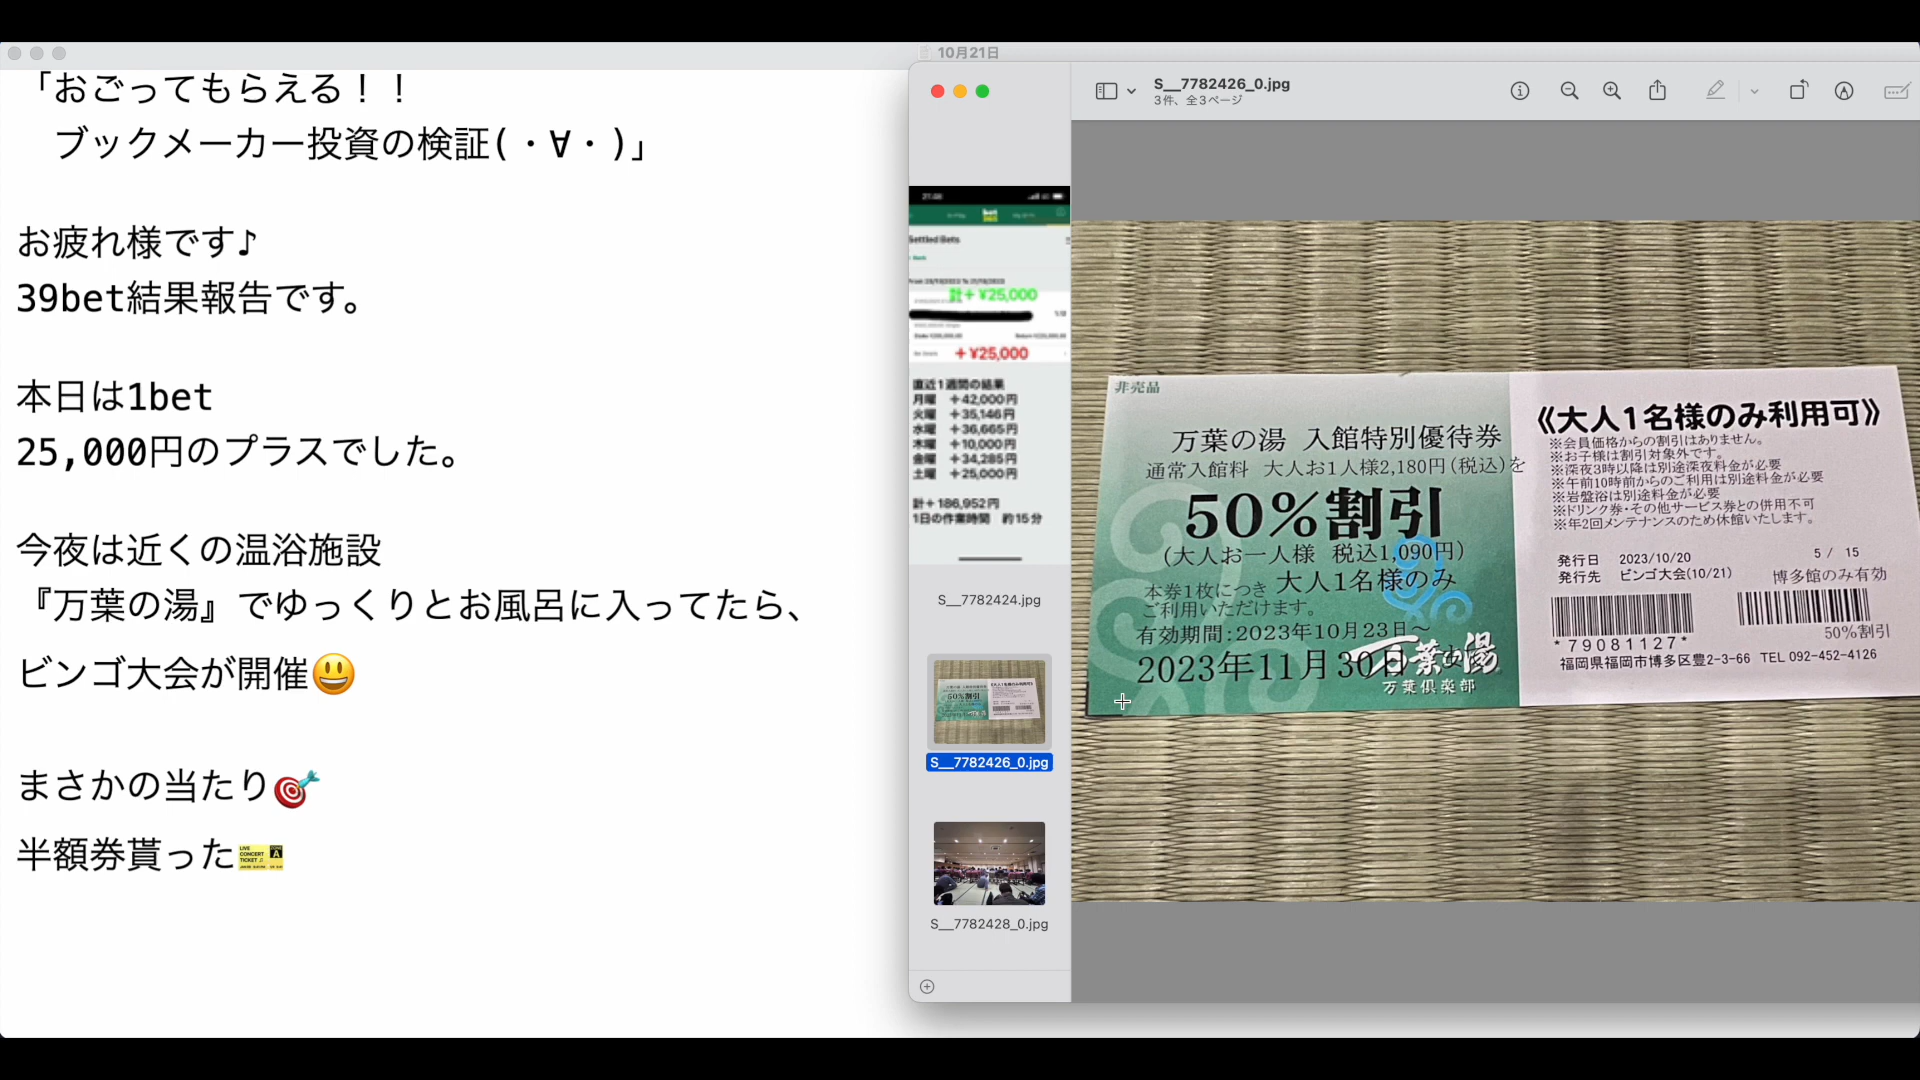 10月21日
「おごってもらえる！！
ブックメーカー投資の検証(・∀・)」
お疲れ様です♪
39bet結果報告です。
本日は1bet
25,000円のプラスでした。
今夜は近くの温浴施設
『万葉の湯』でゆっくりとお風呂に入ってたら、
ビンゴ大会が開催😃
まさかの当たり🎯
半額券貰った🎫
S__7782426_0.jpg
3件、全3ページ
Settled Bets
計＋¥25,000
＋¥25,000
直近1週間の結果
月曜 ＋42,000円
火曜 ＋35,146円
水曜 ＋36,665円
木曜 ＋10,000円
金曜 ＋34,285円
土曜 ＋25,000円
計＋186,952円
1日の作業時間 約15分
S__7782424.jpg
S__7782426_0.jpg
S__7782428_0.jpg
非売品
万葉の湯 入館特別優待券
通常入館料 大人お1人様2,180円(税込)を
50%割引
(大人お一人様 税込1,090円)
本券1枚につき 大人1名様のみ
ご利用いただけます。
有効期間:2023年10月23日～
2023年11月30日
万葉の湯
万葉倶楽部
《大人1名様のみ利用可》
※会員価格からの割引はありません。
※お子様は割引対象外です。
※深夜3時以降は別途深夜料金が必要
※午前10時前からのご利用は別途料金が必要
※岩盤浴は別途料金が必要
※ドリンク券・その他サービス券との併用不可
※年2回メンテナンスのため休館いたします。
発行日 2023/10/20 5/ 15
発行先 ビンゴ大会(10/21) 博多館のみ有効
*79081127* 50%割引
福岡県福岡市博多区豊2-3-66 TEL 092-452-4126